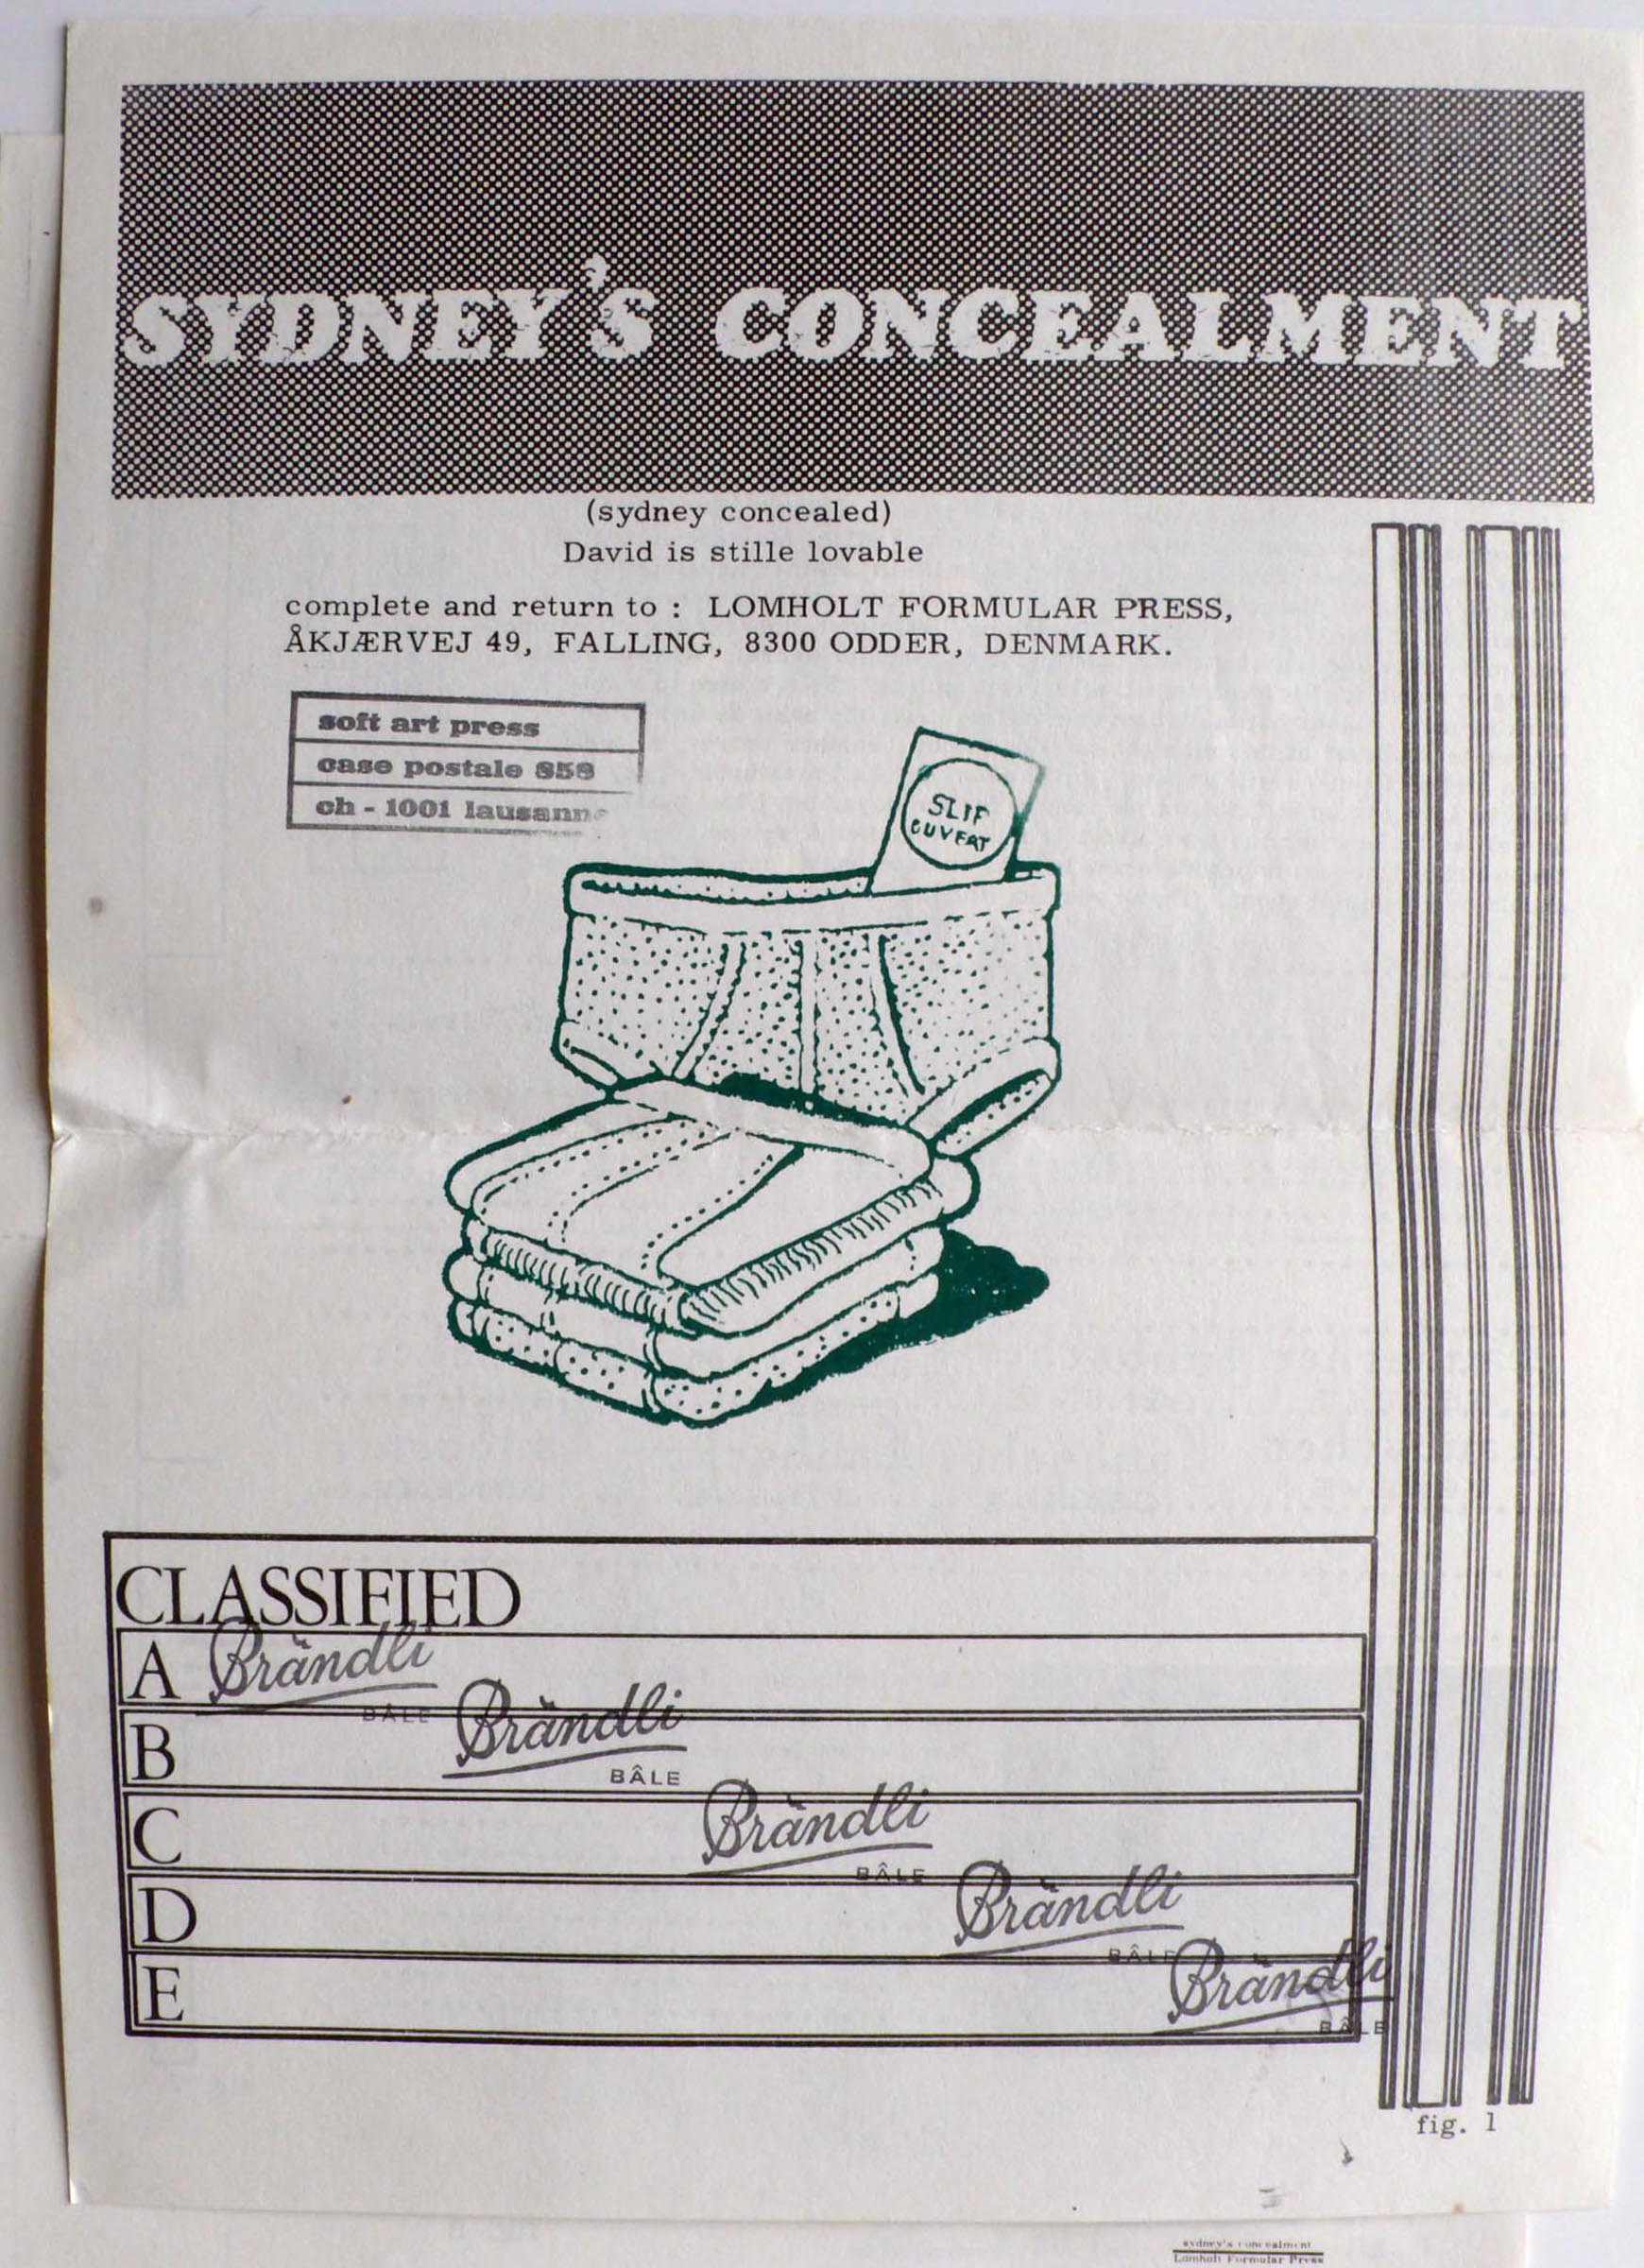 SYDNEY'S CONCEALMENT
(sydney concealed)
David is stille lovable
complete and return to : LOMHOLT FORMULAR PRESS,
ÅKJÆRVEJ 49, FALLING, 8300 ODDER, DENMARK.
soft art press
case postale 858
ch - 1001 lausanne
SLIP
OUVERT
CLASSIFIED
A Brändli
BÂLE
B Brändli
BÂLE
C Brändli
BÂLE
D Brändli
BÂLE
E Brändli
BÂLE
fig. 1
sydney's concealment
Lomholt Formular Press